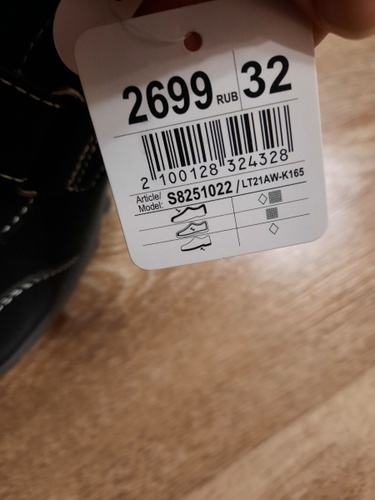 2699 RUB 32
2 100128 324328
Article/ Model: S8251022 / LT21AW-K165